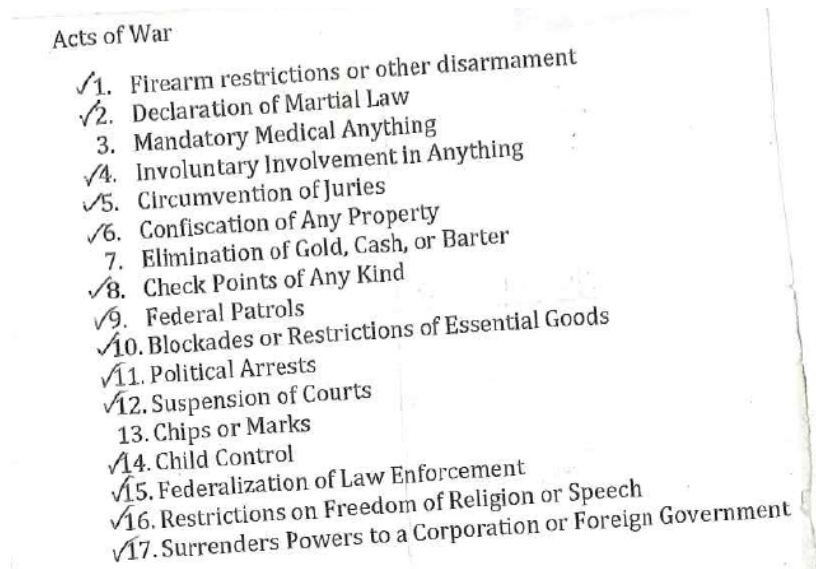 Acts of War
✓1. Firearm restrictions or other disarmament
✓2. Declaration of Martial Law
3. Mandatory Medical Anything
✓4. Involuntary Involvement in Anything
✓5. Circumvention of Juries
✓6. Confiscation of Any Property
7. Elimination of Gold, Cash, or Barter
✓8. Check Points of Any Kind
✓9. Federal Patrols
✓10. Blockades or Restrictions of Essential Goods
✓11. Political Arrests
✓12. Suspension of Courts
13. Chips or Marks
✓14. Child Control
✓15. Federalization of Law Enforcement
✓16. Restrictions on Freedom of Religion or Speech
✓17. Surrenders Powers to a Corporation or Foreign Government